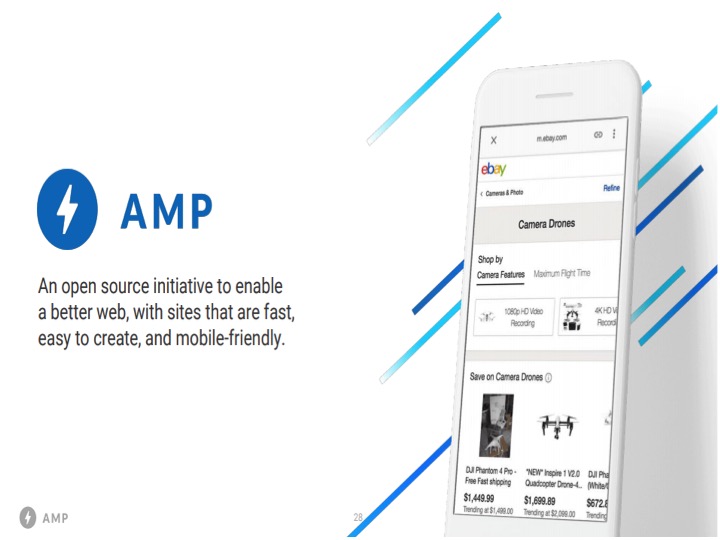 AMP
An open source initiative to enable
a better web, with sites that are fast,
easy to create, and mobile-friendly.
m.ebay.com
ebay
Cameras & Photo Refine
Camera Drones
Shop by
Camera Features Maximum Flight Time
1080p HD Video
Recording
4K HD
Save on Camera Drones
DJI Phantom 4 Pro -
Free Fast shipping
$1,449.99
Trending at $1,499.00
"NEW" Inspire 1 V2.0
Quadcopter Drone-4..
$1,699.89
Trending at $2,099.00
DJI
$672.8
Trending
AMP
28